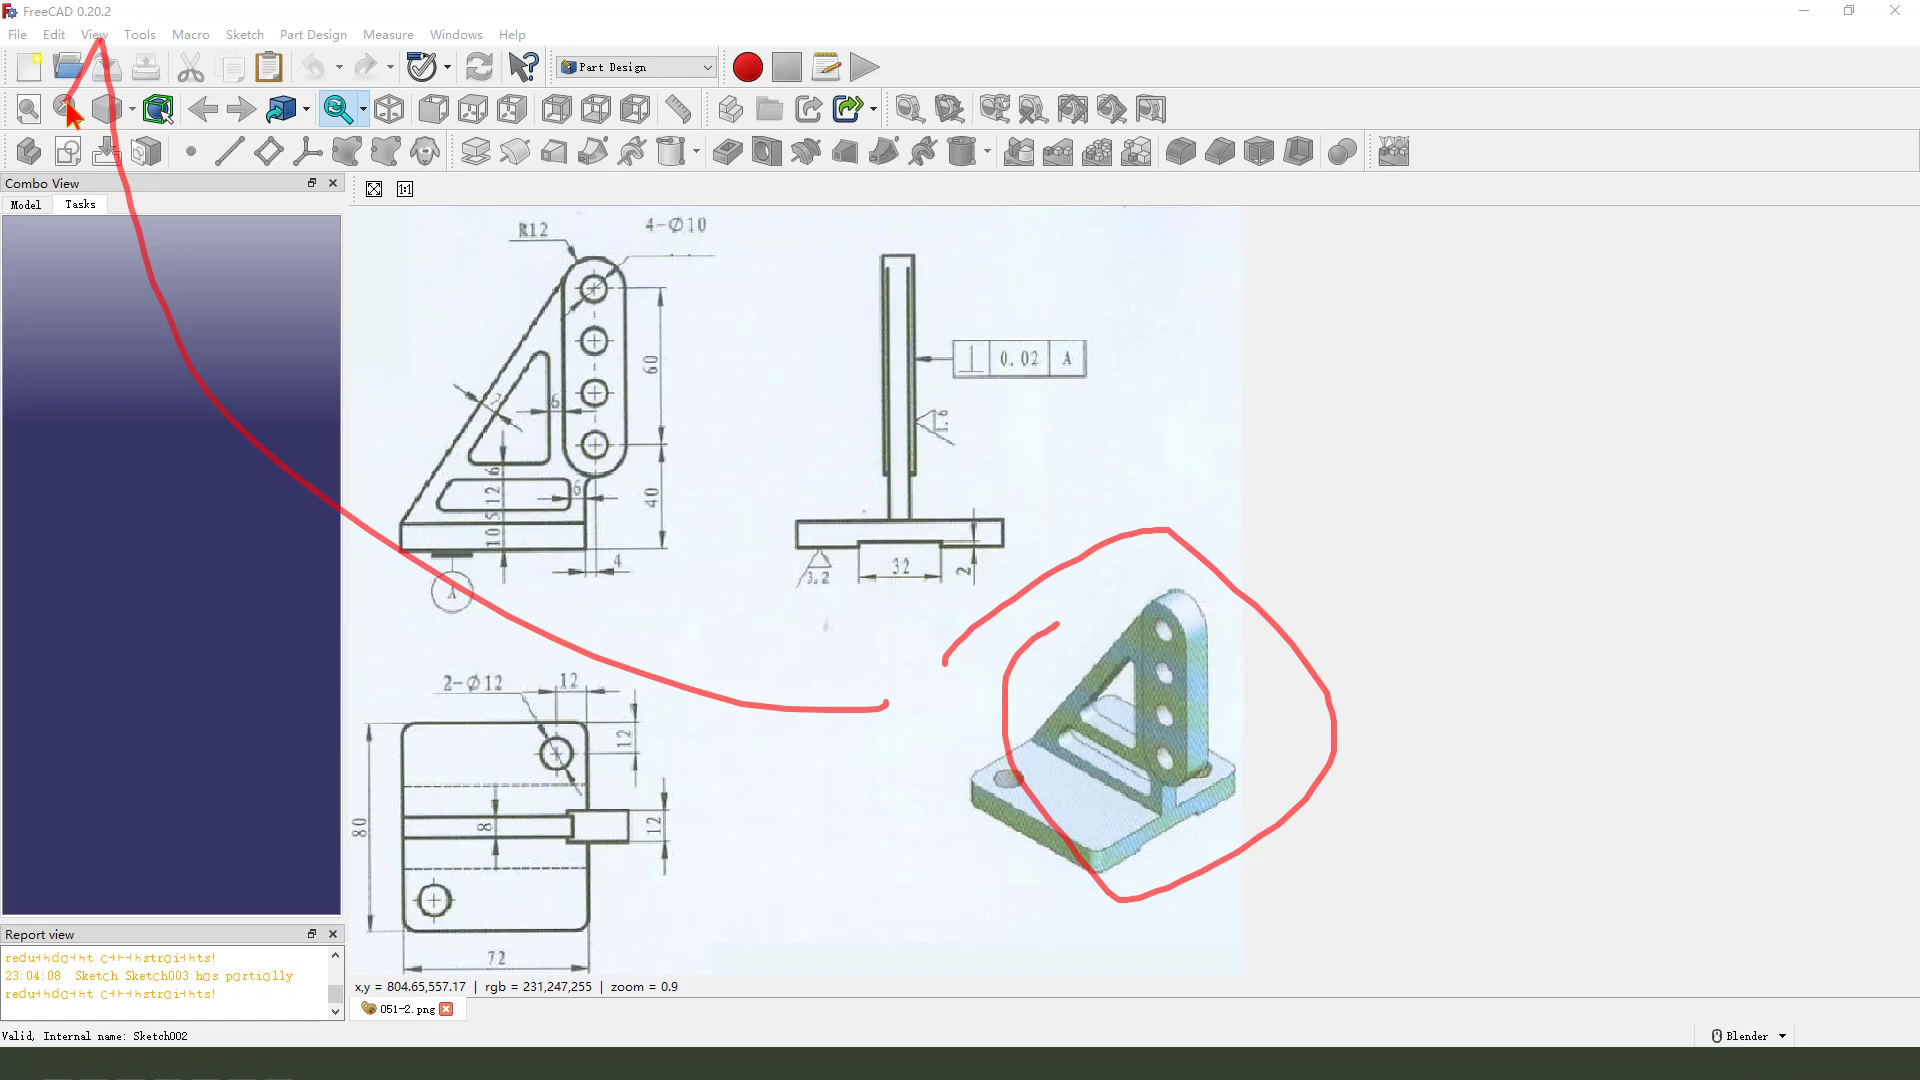 FreeCAD 0.20.2
File Edit View Tools Macro Sketch Part Design Measure Windows Help
Part Design
Combo View
1:1
Model Tasks
R12
4-Ø10
60
0.02 A
7
6
1.6
6
12
6
40
5
10
4
A
3.2
32
2
2-Ø12
12
12
80
8
12
72
Report view
x,y = 804.65,557.17 | rgb = 231,247,255 | zoom = 0.9
23:04:08 Sketch Sketch003 has partially
051-2.png
Valid, Internal name: Sketch002
Blender